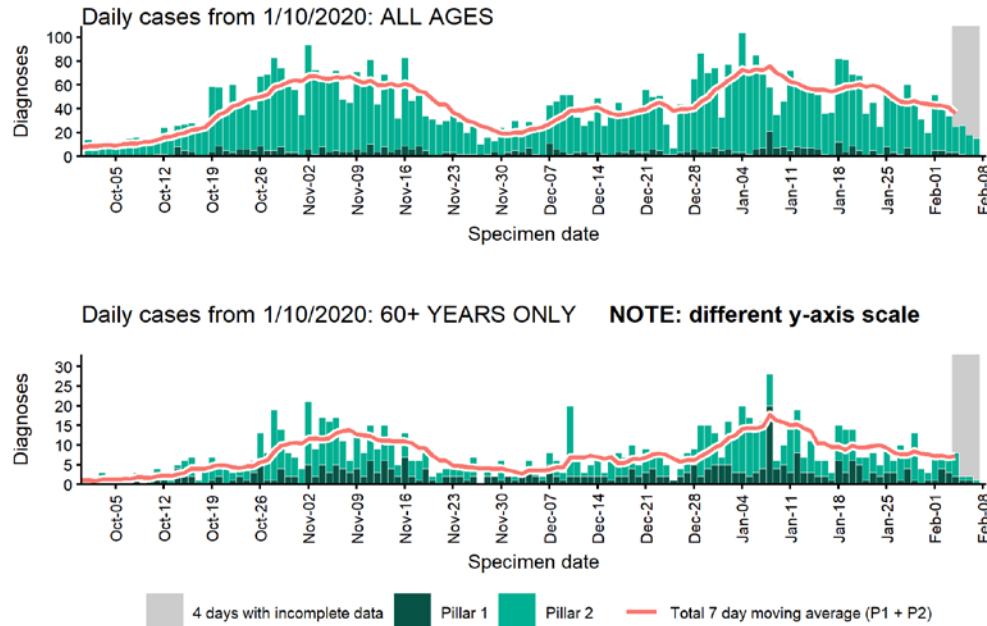 Daily cases from 1/10/2020: ALL AGES
Diagnoses
100
80
60
40
20
0
Oct-05
Oct-12
Oct-19
Oct-26
Nov-02
Nov-09
Nov-16
Nov-23
Nov-30
Dec-07
Dec-14
Dec-21
Dec-28
Jan-04
Jan-11
Jan-18
Jan-25
Feb-01
Feb-08
Specimen date
Daily cases from 1/10/2020: 60+ YEARS ONLY NOTE: different y-axis scale
Diagnoses
30
25
20
15
10
5
0
Oct-05
Oct-12
Oct-19
Oct-26
Nov-02
Nov-09
Nov-16
Nov-23
Nov-30
Dec-07
Dec-14
Dec-21
Dec-28
Jan-04
Jan-11
Jan-18
Jan-25
Feb-01
Feb-08
Specimen date
4 days with incomplete data Pillar 1 Pillar 2 Total 7 day moving average (P1 + P2)